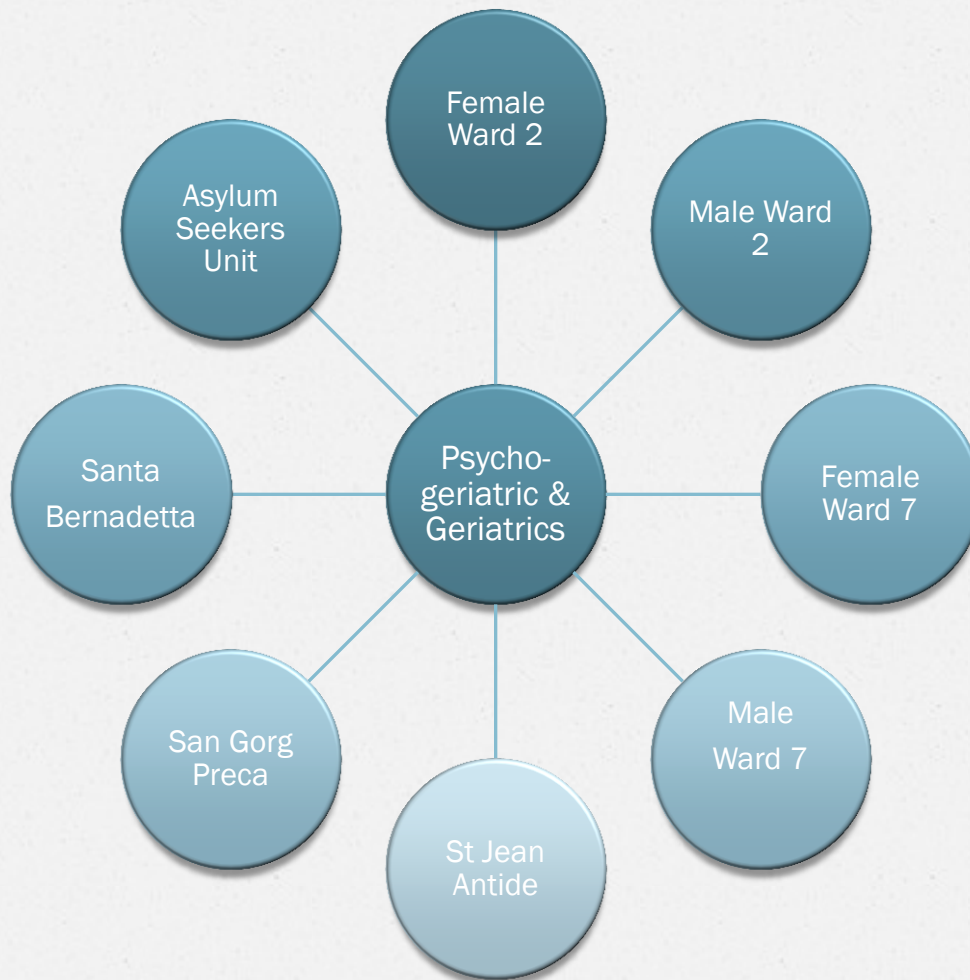 Female
Ward 2
Male Ward
2
Female
Ward 7
Male
Ward 7
St Jean
Antide
San Gorg
Preca
Santa
Bernadetta
Asylum
Seekers
Unit
Psycho-
geriatric &
Geriatrics